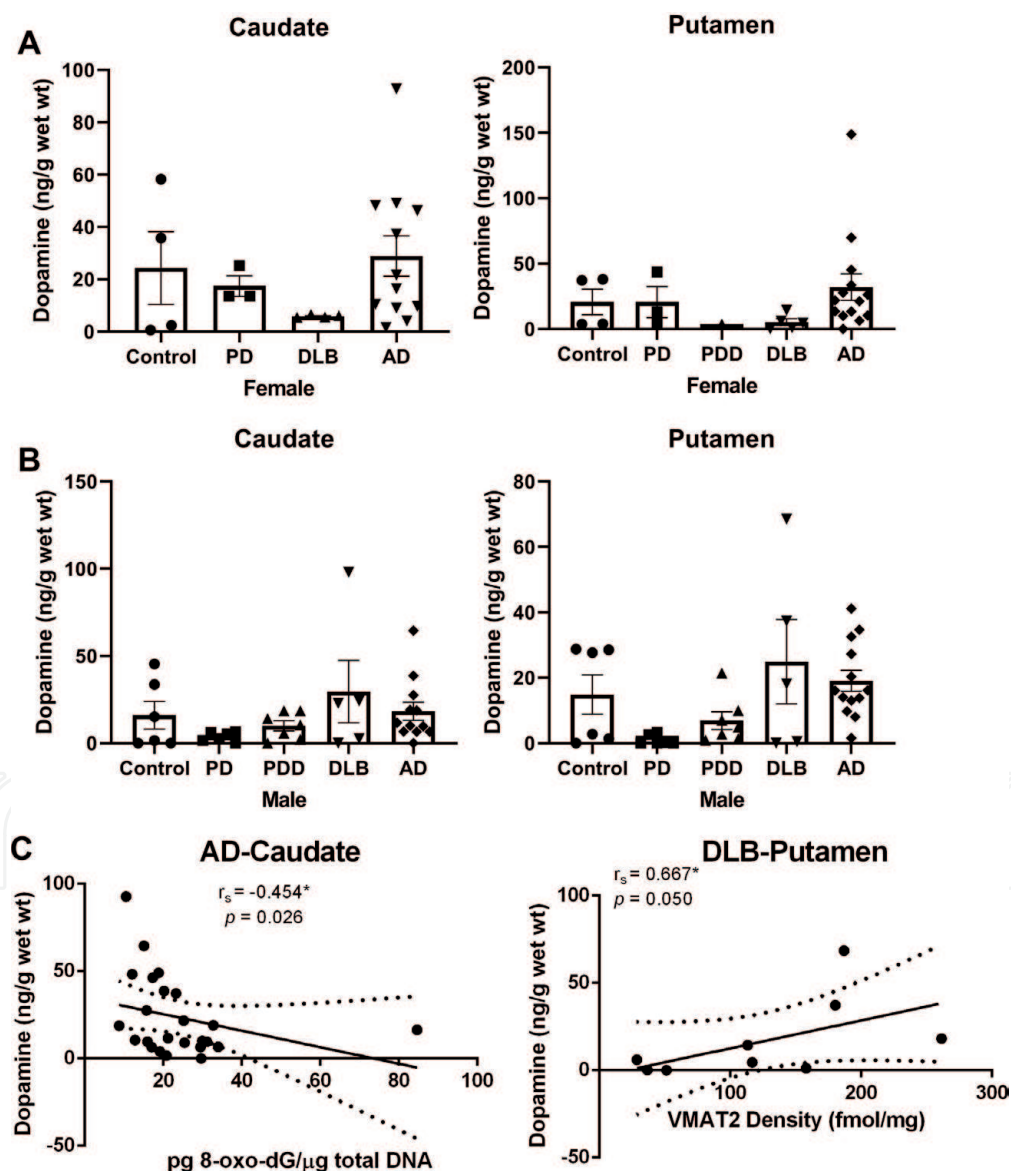 A
Caudate
Dopamine (ng/g wet wt)
100
80
60
40
20
0
Control PD DLB AD
Female
Putamen
Dopamine (ng/g wet wt)
200
150
100
50
0
Control PD PDD DLB AD
Female
B
Caudate
Dopamine (ng/g wet wt)
150
100
50
0
Control PD PDD DLB AD
Male
Putamen
Dopamine (ng/g wet wt)
80
60
40
20
0
Control PD PDD DLB AD
Male
C
AD-Caudate
rs = -0.454*
p = 0.026
Dopamine (ng/g wet wt)
100
50
0
-50
20 40 60 80 100
pg 8-oxo-dG/μg total DNA
DLB-Putamen
rs = 0.667*
p = 0.050
Dopamine (ng/g wet wt)
100
50
0
-50
100 200 300
VMAT2 Density (fmol/mg)